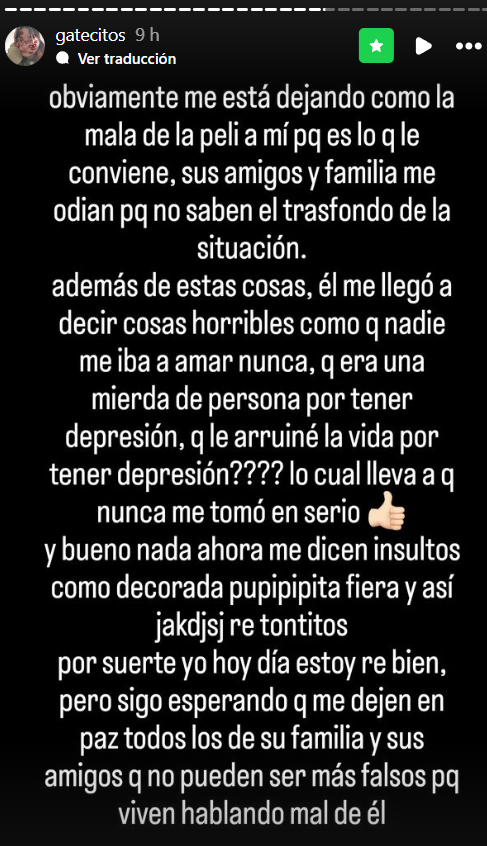 gatecitos 9 h
Ver traducción
obviamente me está dejando como la
mala de la peli a mí pq es lo q le
conviene, sus amigos y familia me
odian pq no saben el trasfondo de la
situación.
además de estas cosas, él me llegó a
decir cosas horribles como q nadie
me iba a amar nunca, q era una
mierda de persona por tener
depresión, q le arruiné la vida por
tener depresión???? lo cual lleva a q
nunca me tomó en serio 👍🏻
y bueno nada ahora me dicen insultos
como decorada pupipipita fiera y así
jakdjsj re tontitos
por suerte yo hoy día estoy re bien,
pero sigo esperando q me dejen en
paz todos los de su familia y sus
amigos q no pueden ser más falsos pq
viven hablando mal de él